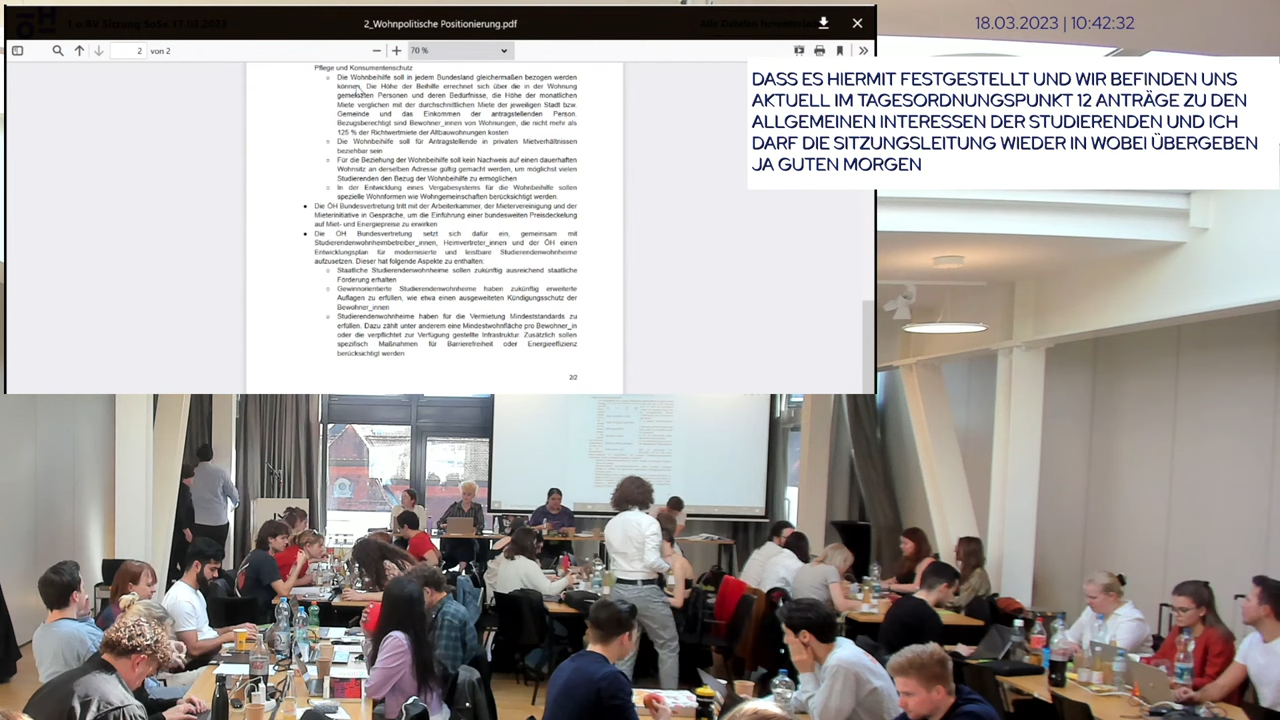 1.o BV Sitzung SoSe 17.03.2023
2_Wohnpolitische Positionierung.pdf
18.03.2023 | 10:42:32
2 von 2
70 %
DASS ES HIERMIT FESTGESTELLT UND WIR BEFINDEN UNS
AKTUELL IM TAGESORDNUNGSPUNKT 12 ANTRÄGE ZU DEN
ALLGEMEINEN INTERESSEN DER STUDIERENDEN UND ICH
DARF DIE SITZUNGSLEITUNG WIEDER IN WOBEI ÜBERGEBEN
JA GUTEN MORGEN
Pflege und Konsumentenschutz
Die Wohnbeihilfe soll in jedem Bundesland gleichermaßen bezogen werden
können. Die Höhe der Beihilfe errechnet sich über die in der Wohnung
gemeldeten Personen und deren Bedürfnisse, die Höhe der monatlichen
Miete verglichen mit der durchschnittlichen Miete der jeweiligen Stadt bzw.
Gemeinde und das Einkommen der antragstellenden Person.
Bezugsberechtigt sind Bewohner_innen von Wohnungen, die nicht mehr als
125 % der Richtwertmiete der Altbauwohnungen kosten
Die Wohnbeihilfe soll für Antragstellende in privaten Mietverhältnissen
beziehbar sein
Für die Beziehung der Wohnbeihilfe soll kein Nachweis auf einen dauerhaften
Wohnsitz an derselben Adresse gültig gemacht werden, um möglichst vielen
Studierenden den Bezug der Wohnbeihilfe zu ermöglichen
In der Entwicklung eines Vergabesystems für die Wohnbeihilfe sollen
spezielle Wohnformen wie Wohngemeinschaften berücksichtigt werden.
Die ÖH Bundesvertretung tritt mit der Arbeiterkammer, der Mietervereinigung und der
Mieterinitiative in Gespräche, um die Einführung einer bundesweiten Preisdeckelung
auf Miet- und Energiepreise zu erwirken
Die ÖH Bundesvertretung setzt sich dafür ein, gemeinsam mit
Studierendenwohnheimbetreiber_innen, Heimvertreter_innen und der ÖH einen
Entwicklungsplan für modernisierte und leistbare Studierendenwohnheime
aufzusetzen. Dieser hat folgende Aspekte zu enthalten:
Staatliche Studierendenwohnheime sollen zukünftig ausreichend staatliche
Förderung erhalten
Gewinnorientierte Studierendenwohnheime haben zukünftig erweiterte
Auflagen zu erfüllen, wie etwa einen ausgeweiteten Kündigungsschutz der
Bewohner_innen
Studierendenwohnheime haben für die Vermietung Mindeststandards zu
erfüllen. Dazu zählt unter anderem eine Mindestwohnfläche pro Bewohner_in
oder die verpflichtet zur Verfügung gestellte Infrastruktur. Zusätzlich sollen
spezifisch Maßnahmen für Barrierefreiheit oder Energieeffizienz
berücksichtigt werden
2/2